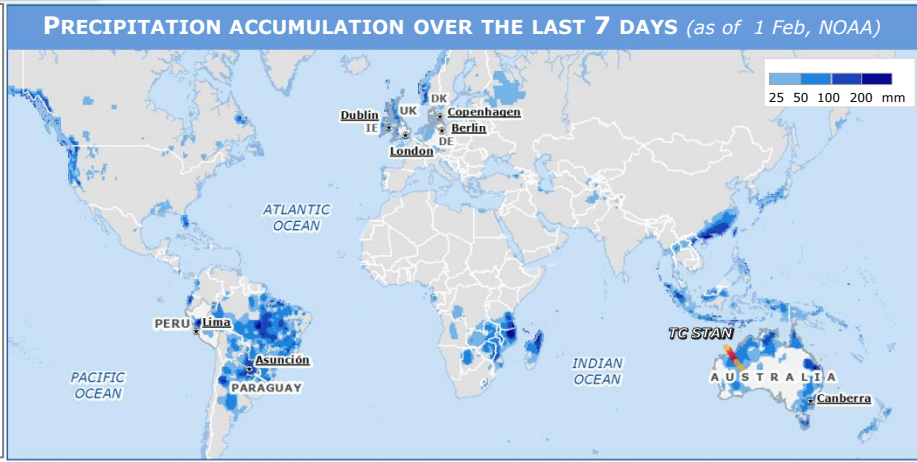 PRECIPITATION ACCUMULATION OVER THE LAST 7 DAYS (as of 1 Feb, NOAA)
25 50 100 200 mm
DK
UK
Copenhagen
Dublin
IE
Berlin
DE
London
ATLANTIC
OCEAN
PERU
Lima
TC STAN
Asunción
INDIAN
OCEAN
PACIFIC
OCEAN
PARAGUAY
AUSTRALIA
Canberra